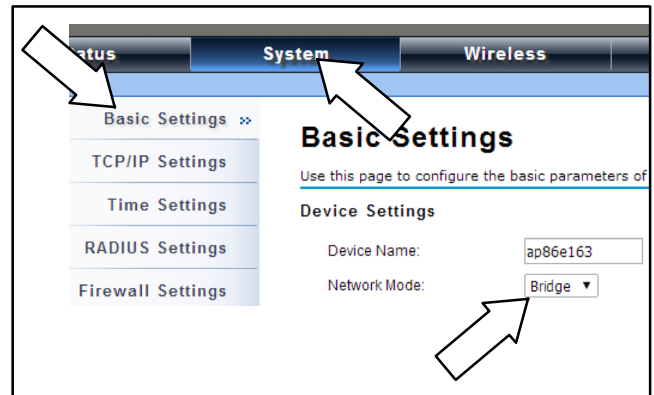 System
Wireless
Basic Settings »
TCP/IP Settings
Time Settings
RADIUS Settings
Firewall Settings
Basic Settings
Use this page to configure the basic parameters of
Device Settings
Device Name:
ap86e163
Network Mode:
Bridge ▼